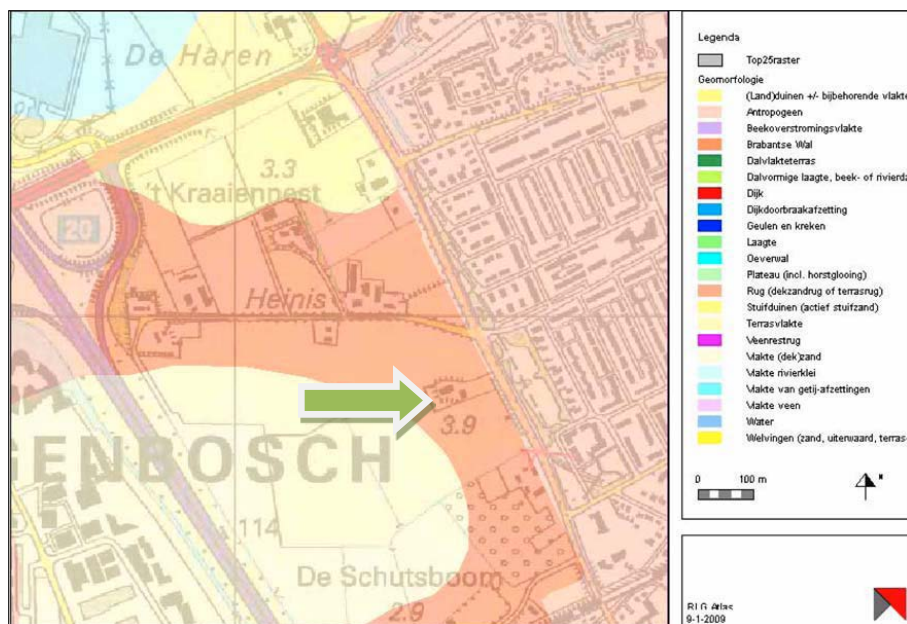 De Haren
3.3
't Kraaiennest
20
Heinis
3.9
GENBOSCH
114
De Schutsboom
2.9
Legenda
Top25raster
Geomorfologie
(Land)duinen +/- bijbehorende vlakte
Antropogeen
Beekoverstromingsvlakte
Brabantse Wal
Dalvlakteterras
Dalvormige laagte, beek- of rivierda
Dijk
Dijkdoorbraakafzetting
Geulen en kreken
Laagte
Oeverwal
Plateau (incl. horstglooing)
Rug (dekzandrug of terrasrug)
Stuifduinen (actief stuifzand)
Terrasvlakte
Veenrestrug
Vlakte (dek)zand
Vlakte rivierklei
Vlakte van getij-afzettingen
Vlakte veen
Water
Welvingen (zand, uiterwaard, terras-
0 100 m
N
RLG Atlas
9-1-2009